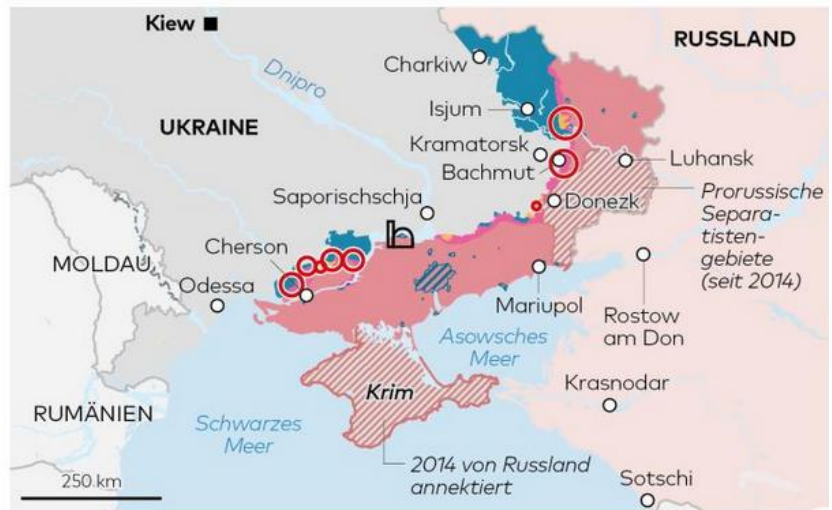 Kiew
RUSSLAND
Charkiw
Dnipro
Isjum
UKRAINE
Kramatorsk
Bachmut
Luhansk
Saporischschja
Donezk
Prorussische
Separa-
tisten-
gebiete
(seit 2014)
Cherson
MOLDAU
Odessa
Mariupol
Rostow
am Don
Asowsches
Meer
Krim
Krasnodar
RUMÄNIEN
Schwarzes
Meer
2014 von Russland
annektiert
250 km
Sotschi